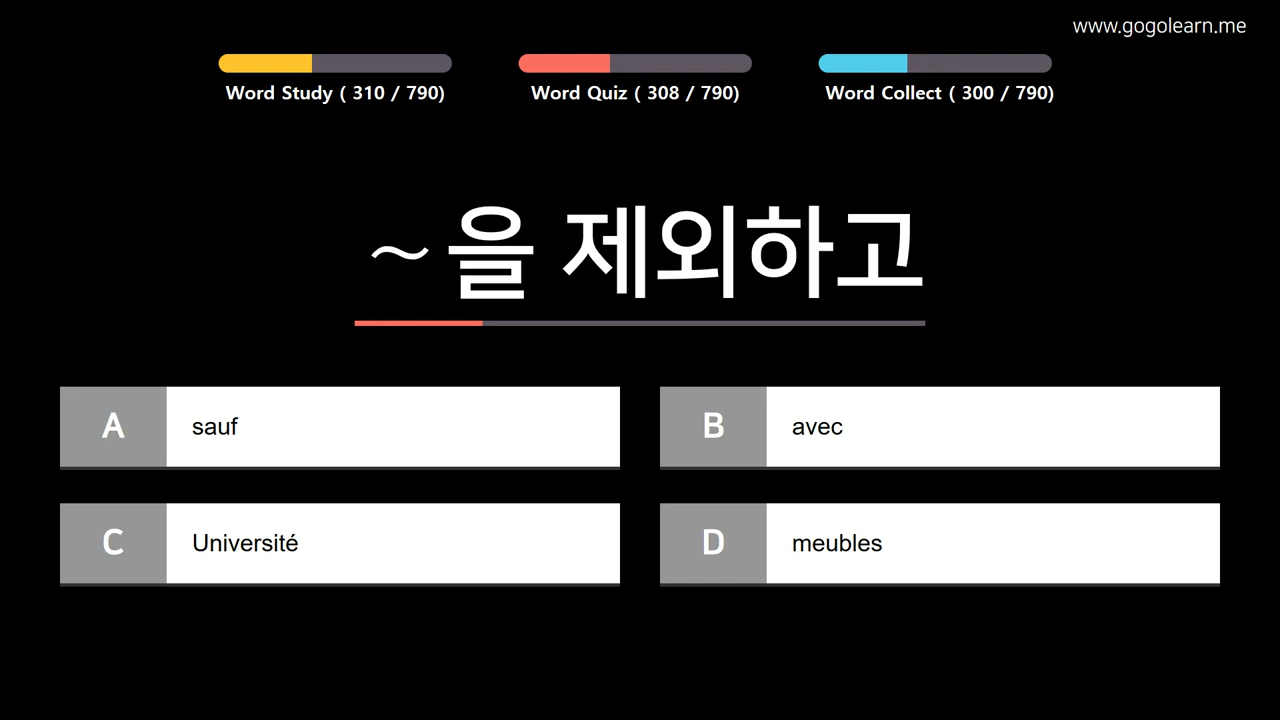 www.gogolearn.me
Word Study ( 310 / 790)
Word Quiz ( 308 / 790)
Word Collect ( 300 / 790)
~을 제외하고
A sauf
B avec
C Université
D meubles